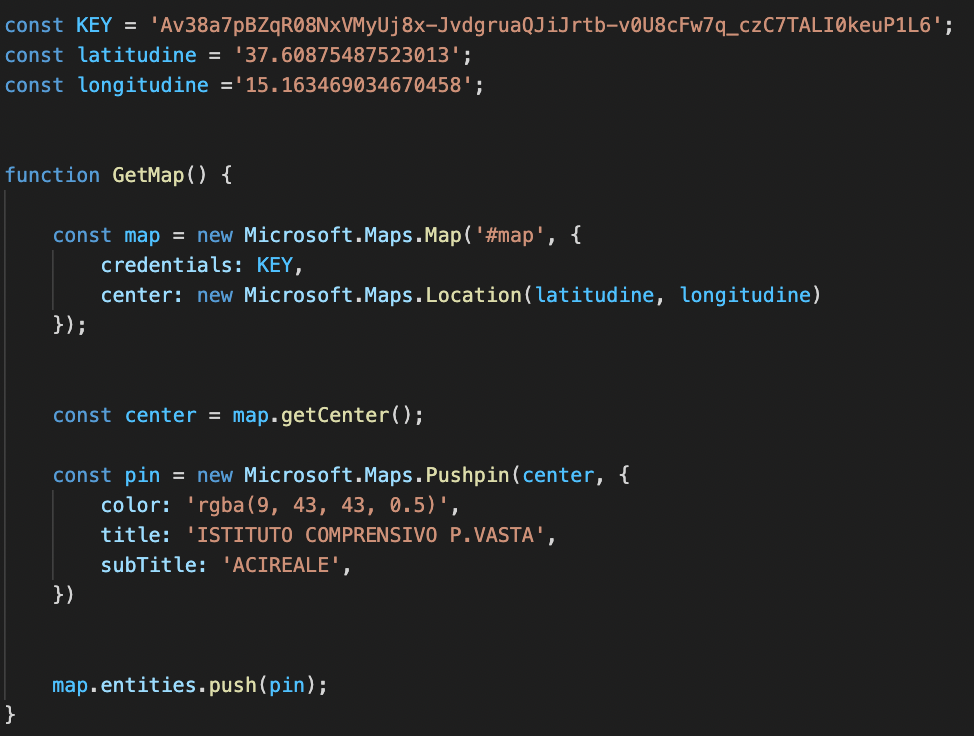 const KEY = 'Av38a7pBZqR08NxVMyUj8x-JvdgruaQJiJrtb-v0U8cFw7q_czC7TALI0keuP1L6';
const latitudine = '37.60875487523013';
const longitudine ='15.163469034670458';
function GetMap() {
    const map = new Microsoft.Maps.Map('#map', {
        credentials: KEY,
        center: new Microsoft.Maps.Location(latitudine, longitudine)
    });
    const center = map.getCenter();
    const pin = new Microsoft.Maps.Pushpin(center, {
        color: 'rgba(9, 43, 43, 0.5)',
        title: 'ISTITUTO COMPRENSIVO P.VASTA',
        subTitle: 'ACIREALE',
    })
    map.entities.push(pin);
}